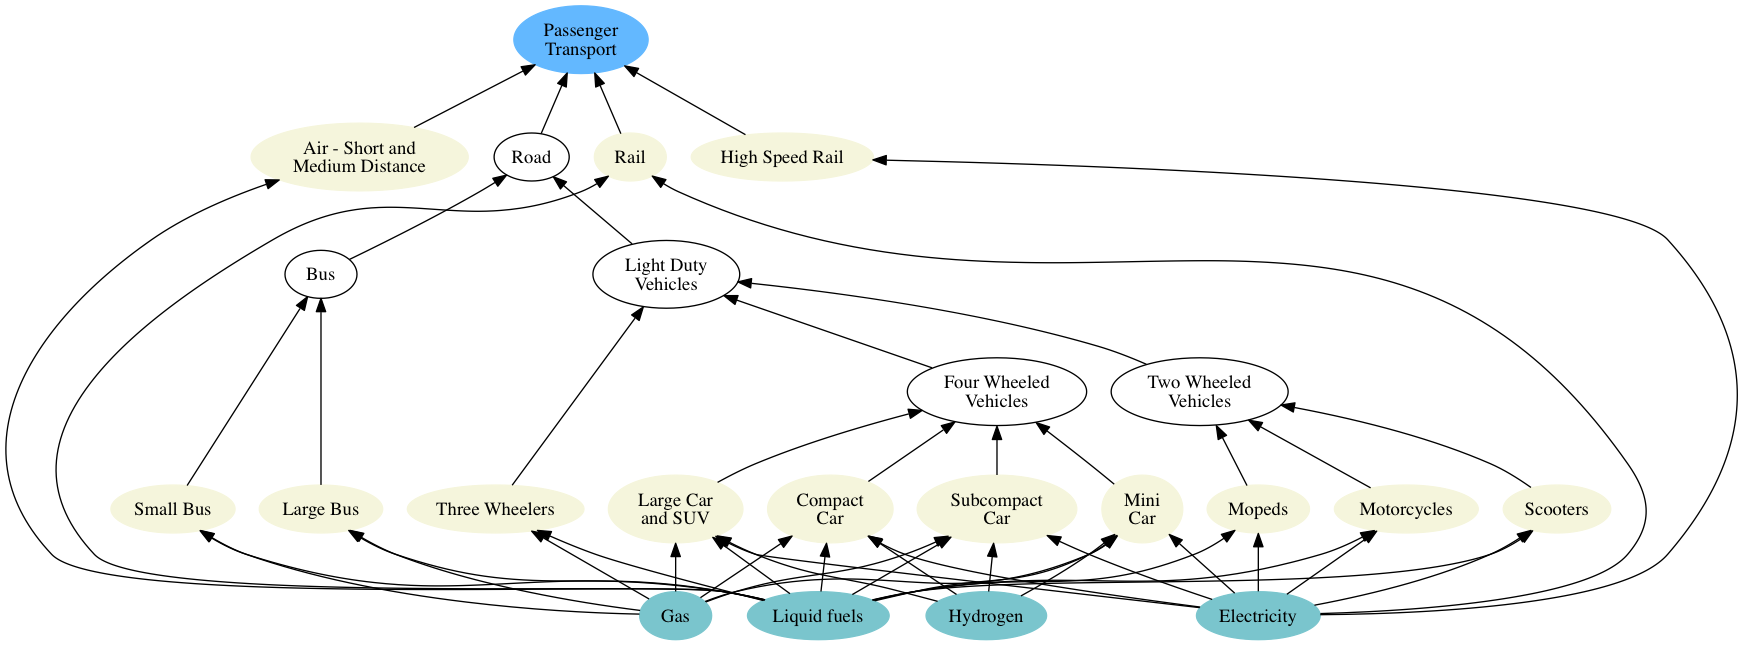 Passenger
Transport
Air - Short and
Medium Distance
Road
Rail
High Speed Rail
Bus
Light Duty
Vehicles
Four Wheeled
Vehicles
Two Wheeled
Vehicles
Small Bus
Large Bus
Three Wheelers
Large Car
and SUV
Compact
Car
Subcompact
Car
Mini
Car
Mopeds
Motorcycles
Scooters
Gas
Liquid fuels
Hydrogen
Electricity